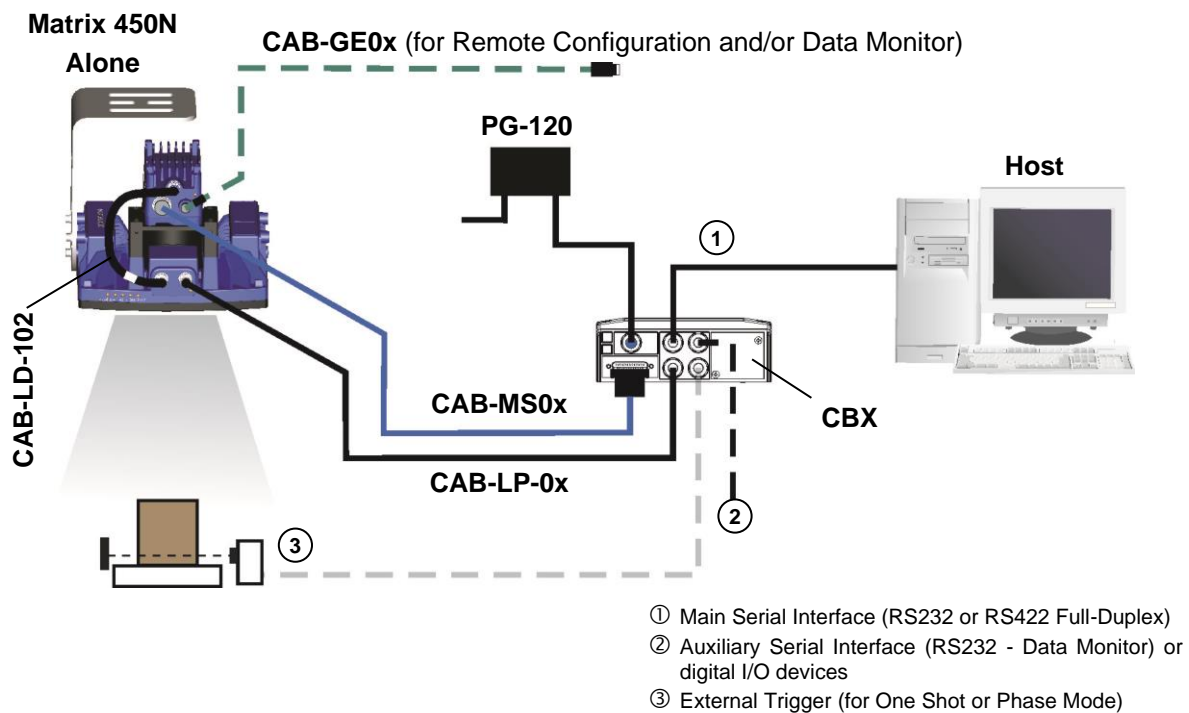 Matrix 450N
Alone
CAB-GE0x (for Remote Configuration and/or Data Monitor)
PG-120
Host
①
CAB-LD-102
CAB-MS0x
CBX
CAB-LP-0x
②
③
① Main Serial Interface (RS232 or RS422 Full-Duplex)
② Auxiliary Serial Interface (RS232 - Data Monitor) or
digital I/O devices
③ External Trigger (for One Shot or Phase Mode)